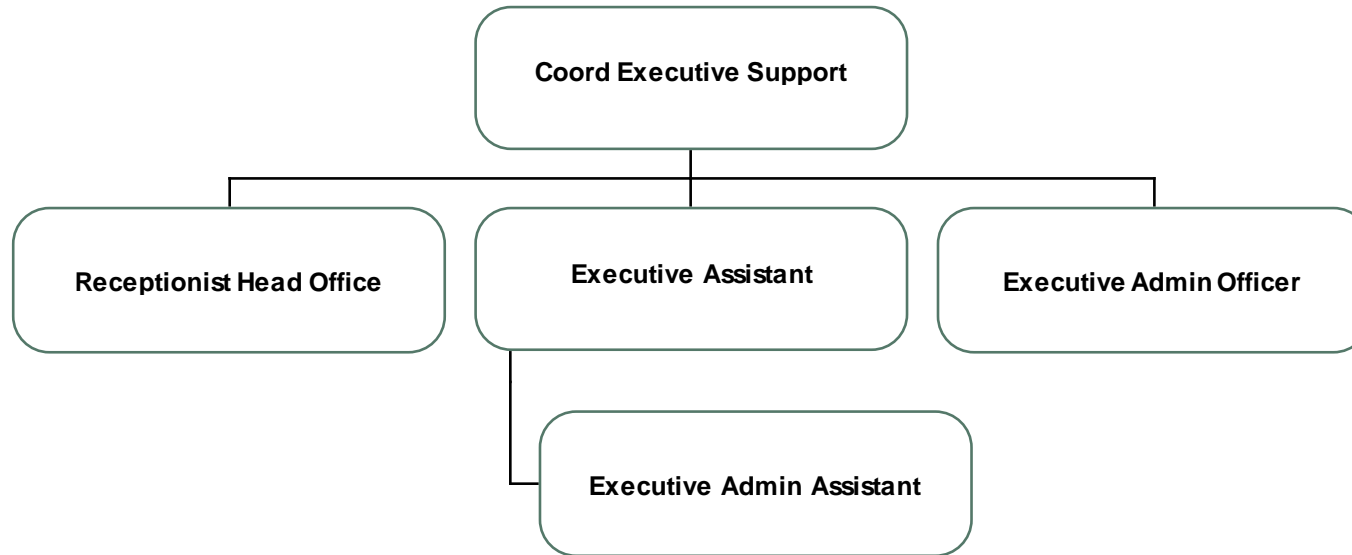 Coord Executive Support
Receptionist Head Office
Executive Assistant
Executive Admin Officer
Executive Admin Assistant